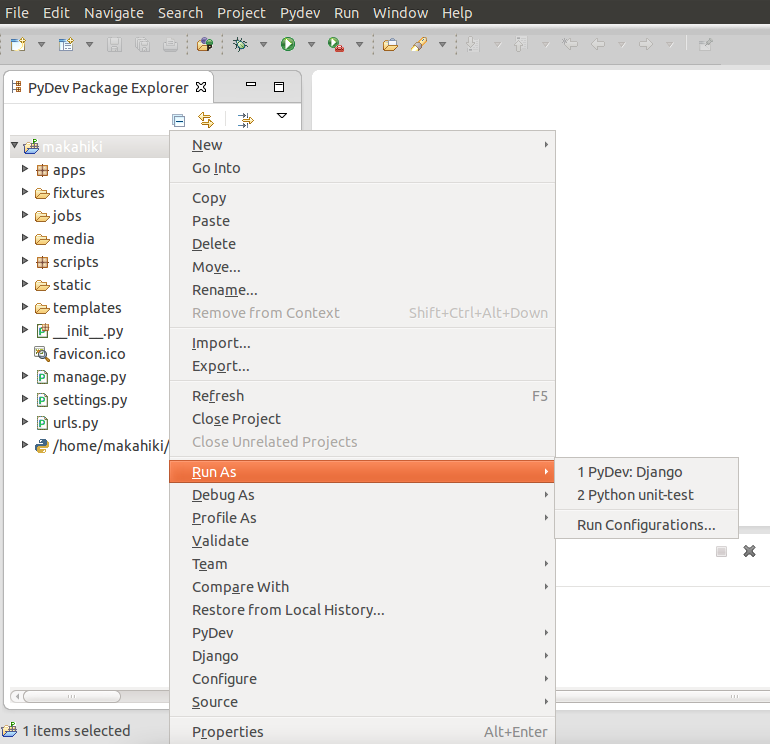 File Edit Navigate Search Project Pydev Run Window Help
PyDev Package Explorer
makahiki
apps
fixtures
jobs
media
scripts
static
templates
__init__.py
favicon.ico
manage.py
settings.py
urls.py
/home/makahiki/
New
Go Into
Copy
Paste
Delete
Move...
Rename...
Remove from Context Shift+Ctrl+Alt+Down
Import...
Export...
Refresh F5
Close Project
Close Unrelated Projects
Run As
Debug As
Profile As
Validate
Team
Compare With
Restore from Local History...
PyDev
Django
Configure
Source
Properties Alt+Enter
1 PyDev: Django
2 Python unit-test
Run Configurations...
1 items selected